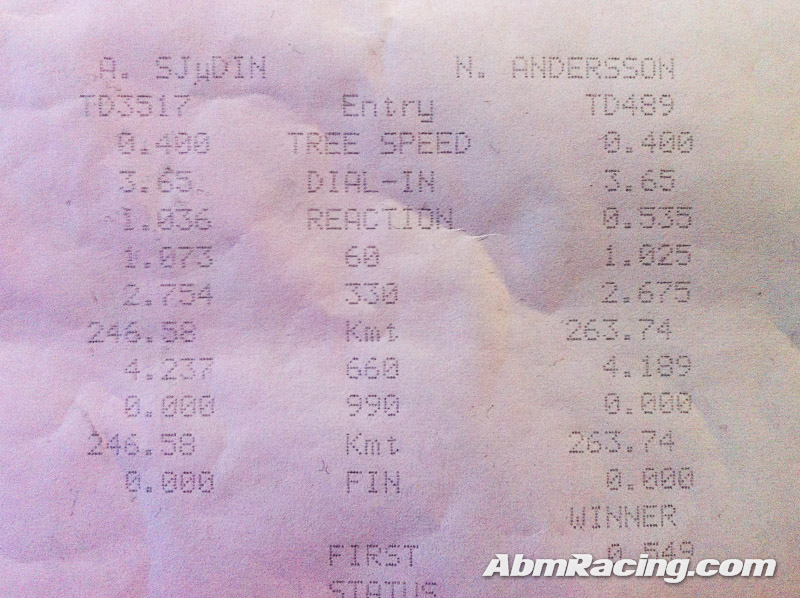 A. SJµDIN N. ANDERSSON
TD3517 Entry TD489
0.400 TREE SPEED 0.400
3.65 DIAL-IN 3.65
1.036 REACTION 0.535
1.073 60 1.025
2.754 330 2.675
246.58 Kmt 263.74
4.237 660 4.189
0.000 990 0.000
246.58 Kmt 263.74
0.000 FIN 0.000
WINNER
FIRST 0.549
STATUS
AbmRacing.com